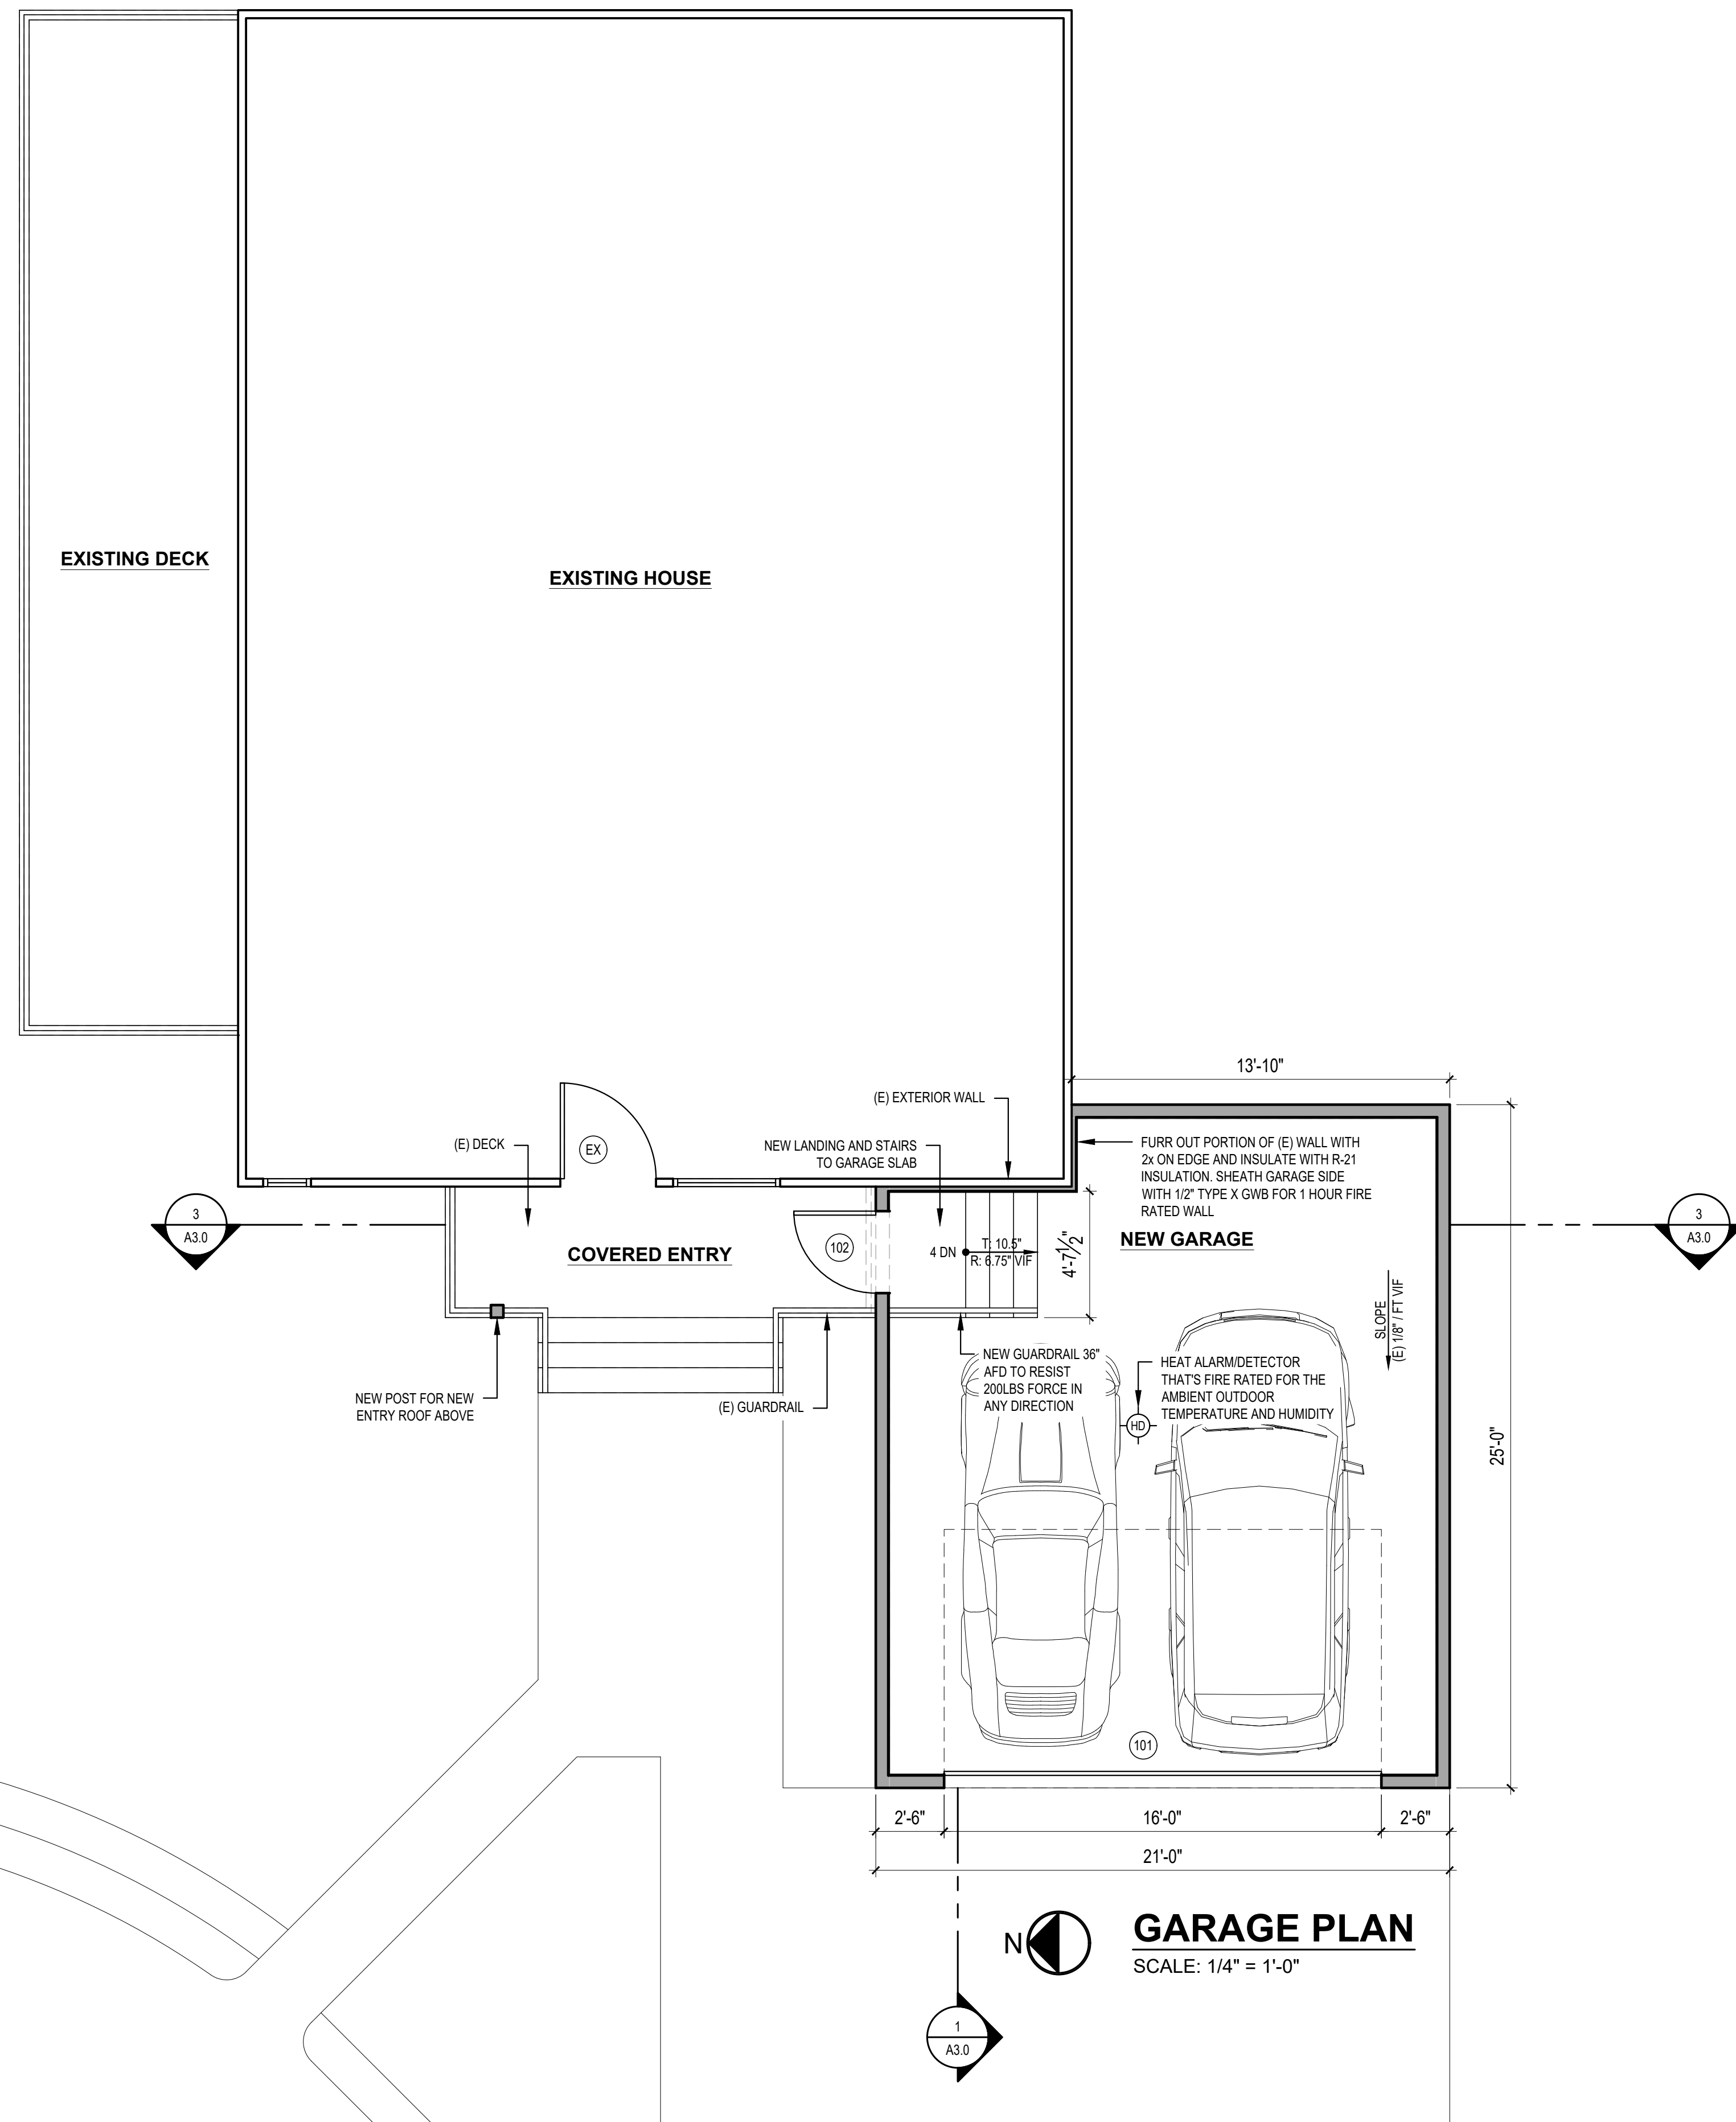 EXISTING DECK
EXISTING HOUSE
13'-10"
(E) EXTERIOR WALL
(E) DECK
EX
NEW LANDING AND STAIRS
TO GARAGE SLAB
FURR OUT PORTION OF (E) WALL WITH
2x ON EDGE AND INSULATE WITH R-21
INSULATION. SHEATH GARAGE SIDE
WITH 1/2" TYPE X GWB FOR 1 HOUR FIRE
RATED WALL
3
A3.0
3
A3.0
COVERED ENTRY
102
4 DN
T: 10.5"
R: 6.75" VIF
4'-7 1/2"
NEW GARAGE
SLOPE
(E) 1/8" / FT VIF
NEW GUARDRAIL 36"
AFD TO RESIST
200LBS FORCE IN
ANY DIRECTION
HEAT ALARM/DETECTOR
THAT'S FIRE RATED FOR THE
AMBIENT OUTDOOR
TEMPERATURE AND HUMIDITY
HD
NEW POST FOR NEW
ENTRY ROOF ABOVE
(E) GUARDRAIL
25'-0"
101
2'-6"
16'-0"
2'-6"
21'-0"
N
GARAGE PLAN
SCALE: 1/4" = 1'-0"
1
A3.0